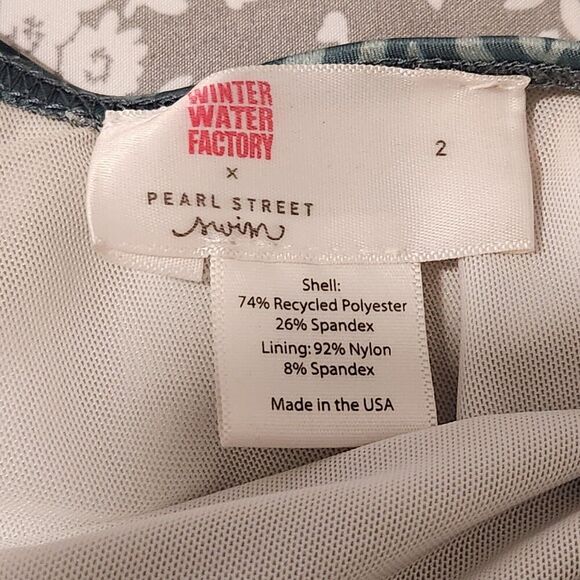 WINTER
WATER
FACTORY
2
x
PEARL STREET
swim
Shell:
74% Recycled Polyester
26% Spandex
Lining: 92% Nylon
8% Spandex
Made in the USA